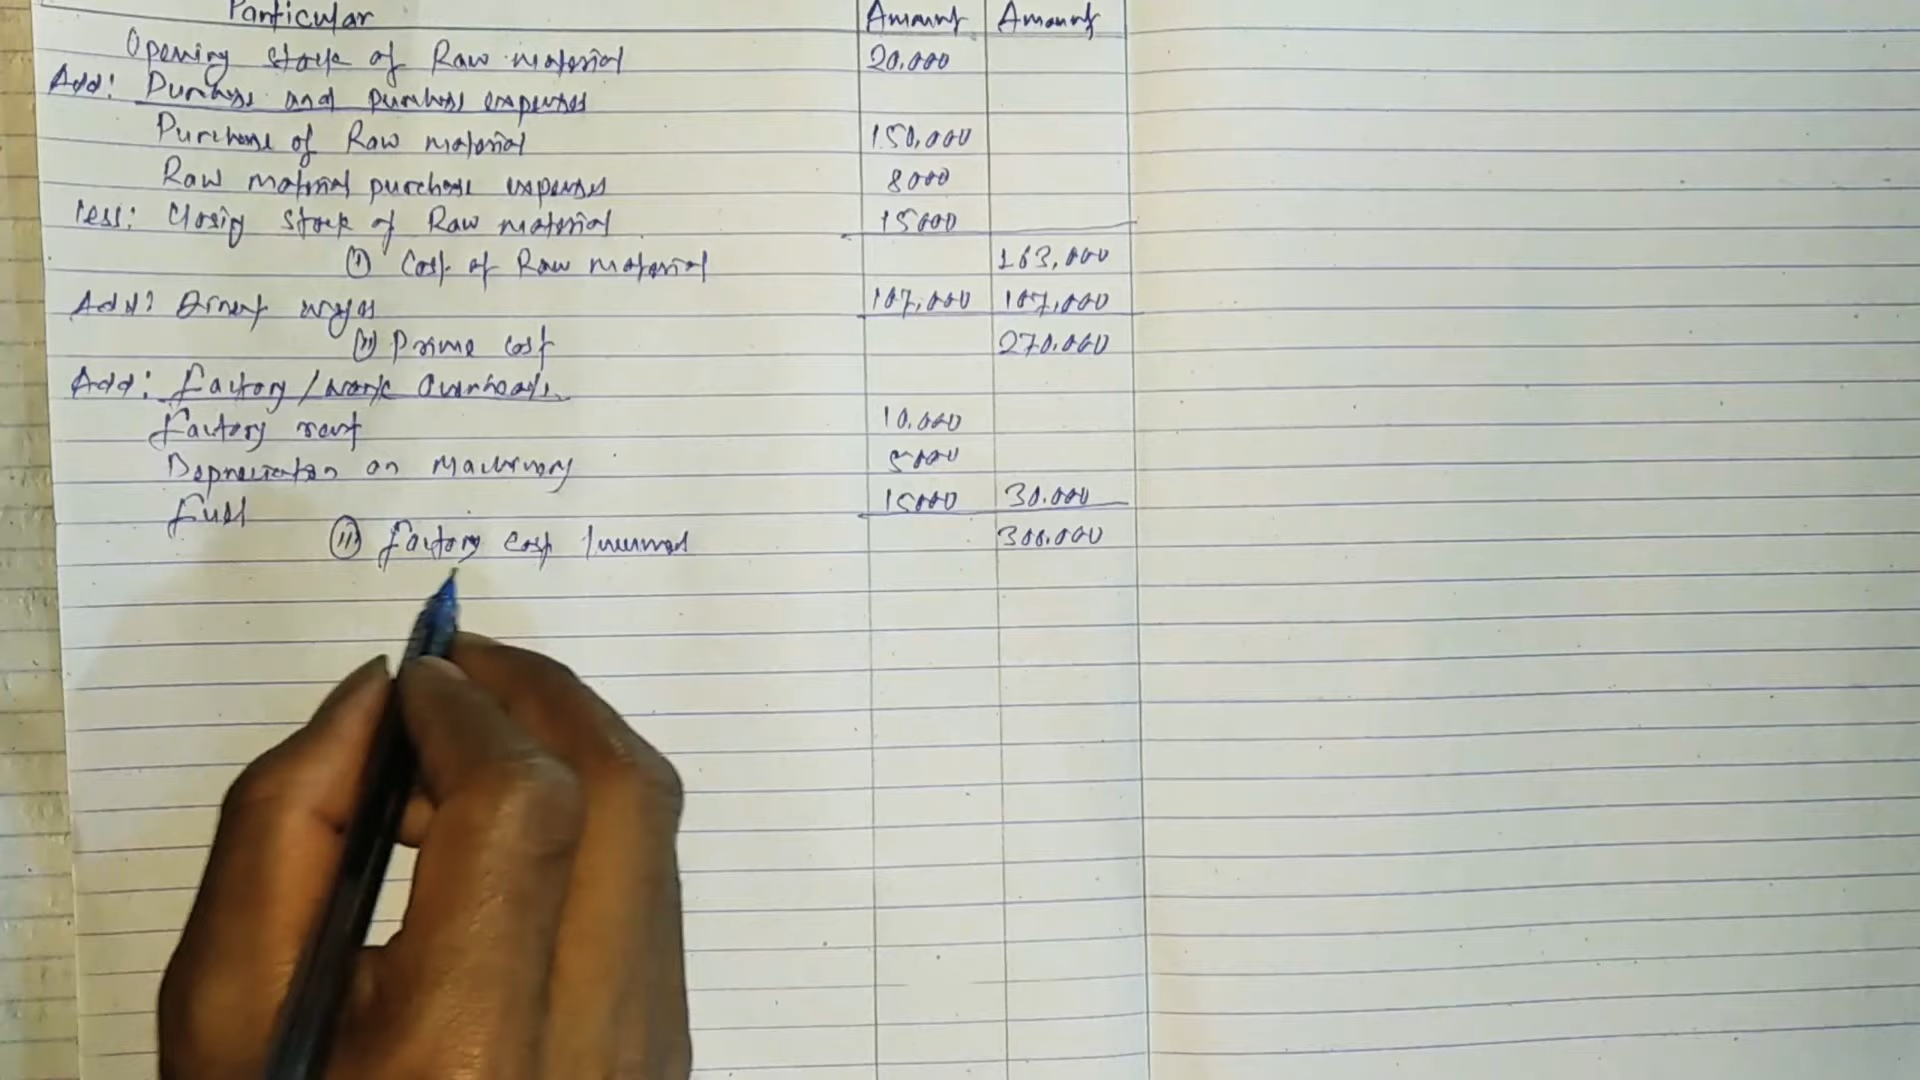 Particular Amount Amount
Opening stock of Raw material 20,000
Add: Purchase and purchase expenses
Purchase of Raw material 150,000
Raw material purchase expenses 8000
Less: Closig stock of Raw material 15000
(i) Cost of Raw material 163,000
Add: Direct wages 107,000 107,000
(ii) Prime cost 270.000
Add: Factory/work Overheads
Factory rent 10.000
Depreciation on Machinery 5000
Fuel 15000 30.000
(iii) Factory cost Incurred 300.000